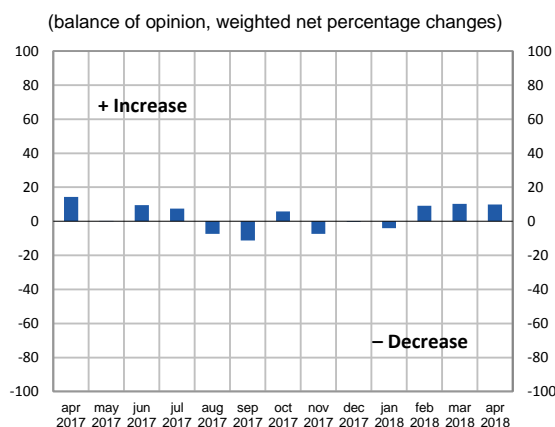 (balance of opinion, weighted net percentage changes)
100 100
80 80
60 60
+ Increase
40 40
20 20
0 0
-20 -20
-40 -40
-60 -60
– Decrease
-80 -80
-100 -100
apr may jun jul aug sep oct nov dec jan feb mar apr
2017 2017 2017 2017 2017 2017 2017 2017 2017 2018 2018 2018 2018